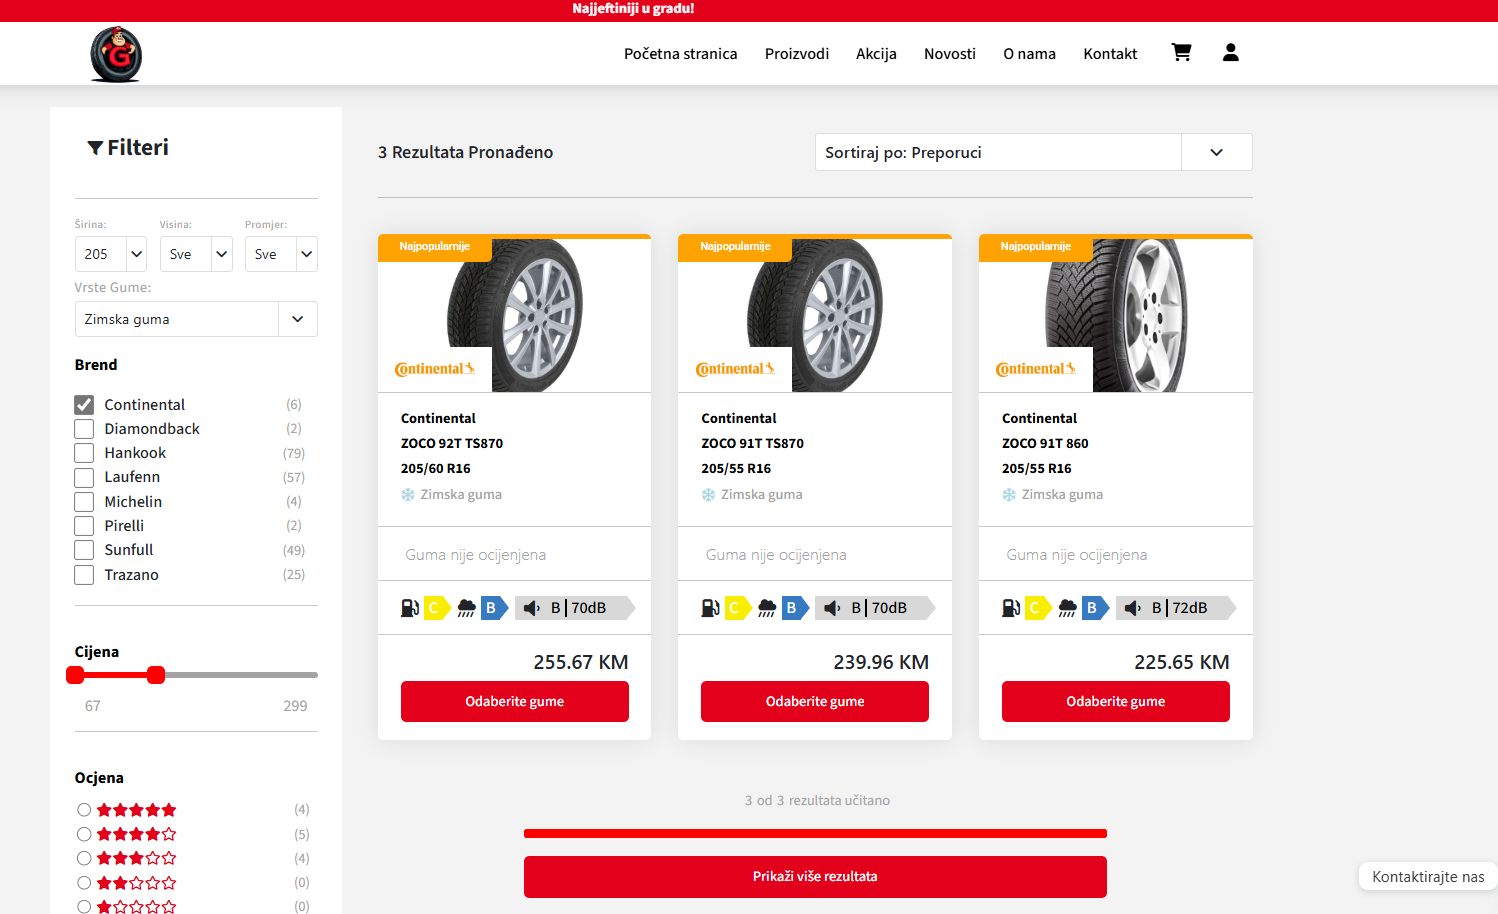 Najjeftiniji u gradu!
G
Početna stranica
Proizvodi
Akcija
Novosti
O nama
Kontakt
Filteri
Širina:
Visina:
Promjer:
205
Sve
Sve
Vrste Gume:
Zimska guma
Brend
Continental (6)
Diamondback (2)
Hankook (79)
Laufenn (57)
Michelin (4)
Pirelli (2)
Sunfull (49)
Trazano (25)
Cijena
67
299
Ocjena
(4)
(5)
(4)
(0)
(0)
3 Rezultata Pronađeno
Sortiraj po: Preporuci
Najpopularnije
Continental
Continental
ZOCO 92T TS870
205/60 R16
Zimska guma
Guma nije ocijenjena
C
B
B 70dB
255.67 KM
Odaberite gume
Najpopularnije
Continental
Continental
ZOCO 91T TS870
205/55 R16
Zimska guma
Guma nije ocijenjena
C
B
B 70dB
239.96 KM
Odaberite gume
Najpopularnije
Continental
Continental
ZOCO 91T 860
205/55 R16
Zimska guma
Guma nije ocijenjena
C
B
B 72dB
225.65 KM
Odaberite gume
3 od 3 rezultata učitano
Prikaži više rezultata
Kontaktirajte nas